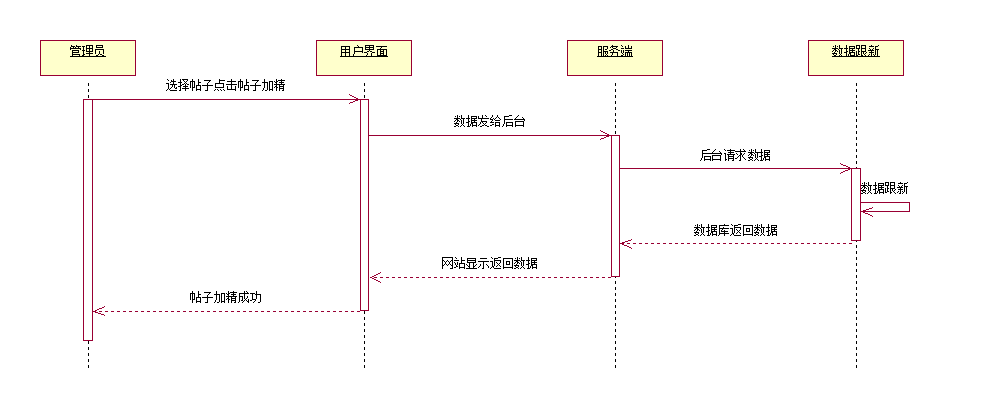 管理员
用户界面
服务端
数据跟新
选择帖子点击帖子加精
数据发给后台
后台请求数据
数据跟新
数据库返回数据
网站显示返回数据
帖子加精成功